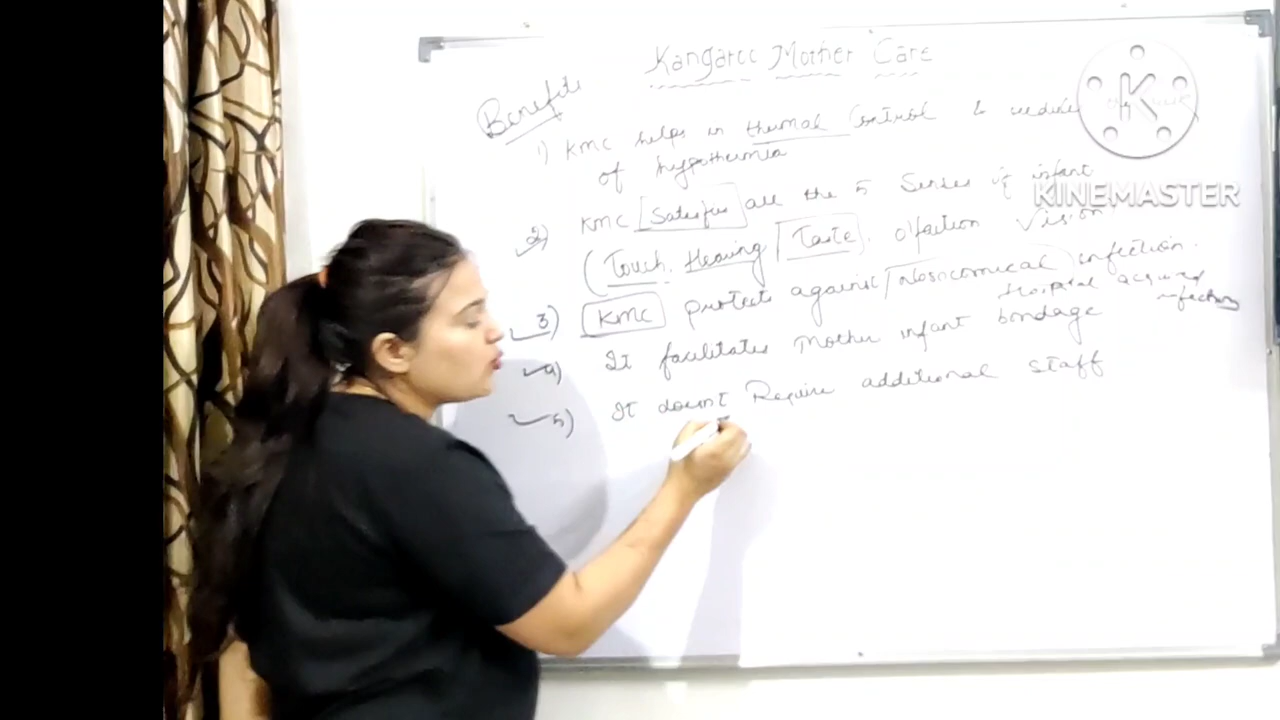 Kangaroo Mother Care
Benefits
1) KMC helps in thermal Control &
of hypothermia
2) KMC Satisfies all the 5 Senses of infant
(Touch. Hearing Taste. olfaction Vision
3) KMC protects against Nosicomical infection.
Hospital acquired
infection
4) It facilitates Mother infant bondage
5) It doesn't Require additional staff
K
KINEMASTER